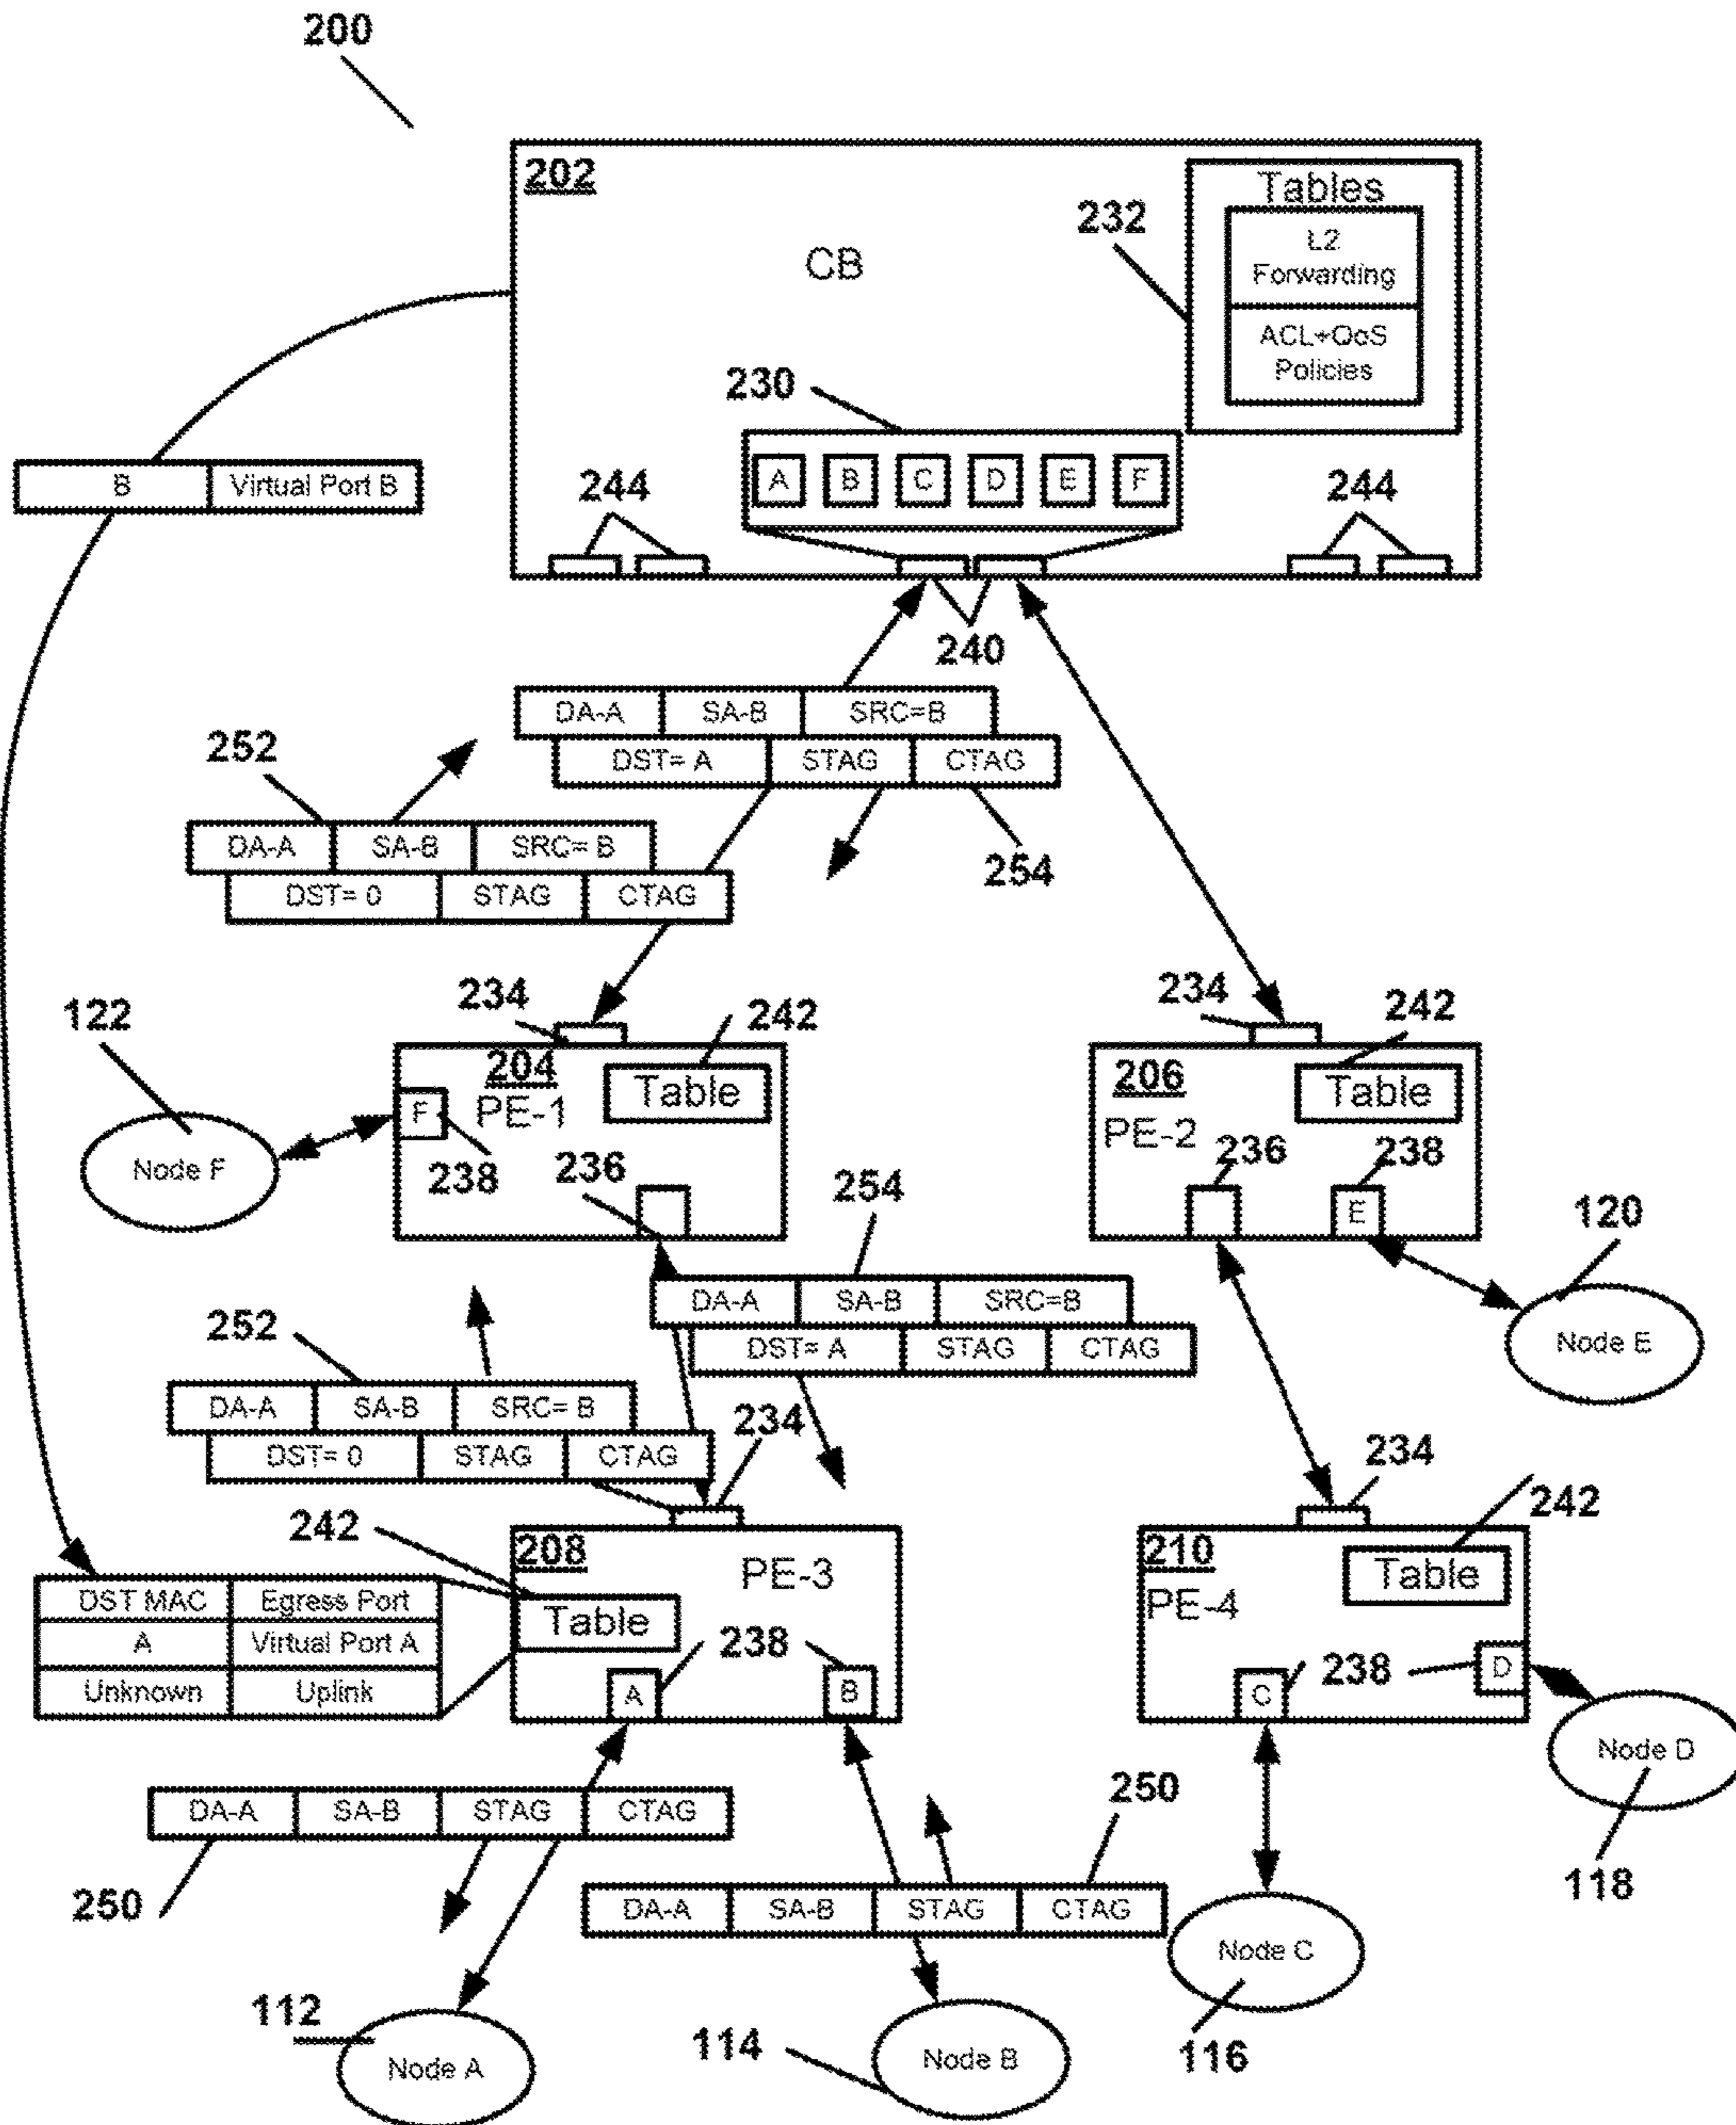 200
202
Tables
232
L2
Forwarding
CB
ACL+QoS
Policies
230
B Virtual Port B
244
A B C D E F
244
240
DA-A SA-B SRC=B
252
DST= A STAG CTAG
DA-A SA-B SRC= B
254
DST= 0 STAG CTAG
122
234
242
234
242
204
Table
206
Table
F
PE-1
PE-2
Node F
238
236
254
236
238
E
120
DA-A SA-B SRC=B
252
DST= A STAG CTAG
Node E
DA-A SA-B SRC= B
234
DST= 0 STAG CTAG
234
242
242
208
PE-3
210
Table
DST MAC Egress Port
PE-4
A Virtual Port A
Table
238
Unknown Uplink
A
B
238
D
C
Node D
DA-A SA-B STAG CTAG
250
250
118
DA-A SA-B STAG CTAG
Node C
112
114
116
Node A
Node B